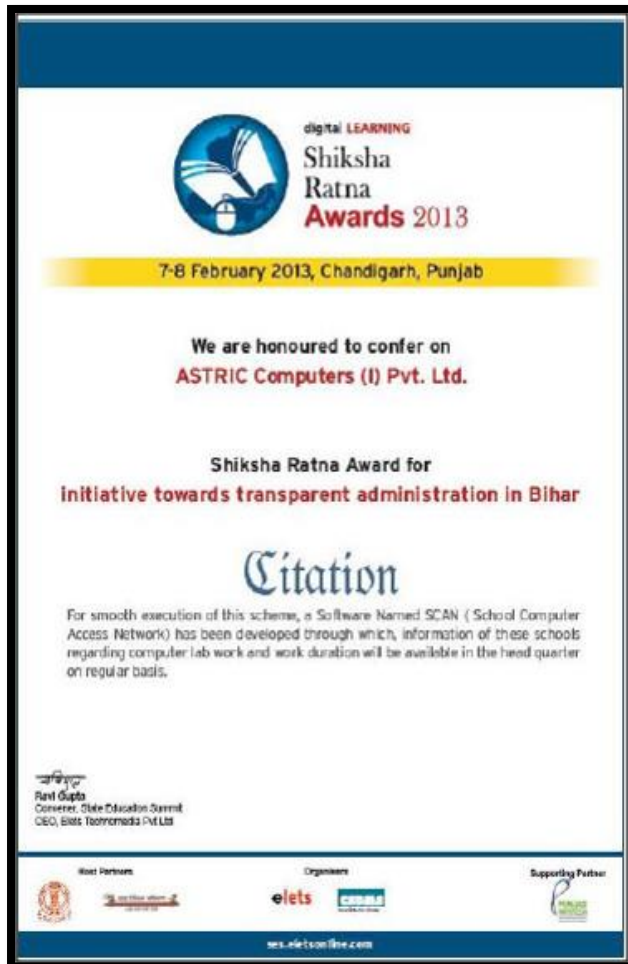 digital LEARNING
Shiksha
Ratna
Awards 2013
7-8 February 2013, Chandigarh, Punjab
We are honoured to confer on
ASTRIC Computers (I) Pvt. Ltd.
Shiksha Ratna Award for
initiative towards transparent administration in Bihar
Citation
For smooth execution of this scheme, a Software Named SCAN ( School Computer
Access Network) has been developed through which, information of these schools
regarding computer lab work and work duration will be available in the head quarter
on regular basis.
Ravi Gupta
Convener, State Education Summit
CEO, Elets Technomedia Pvt Ltd
Host Partners
Organisers
Supporting Partner
elets
ses.eletsonline.com